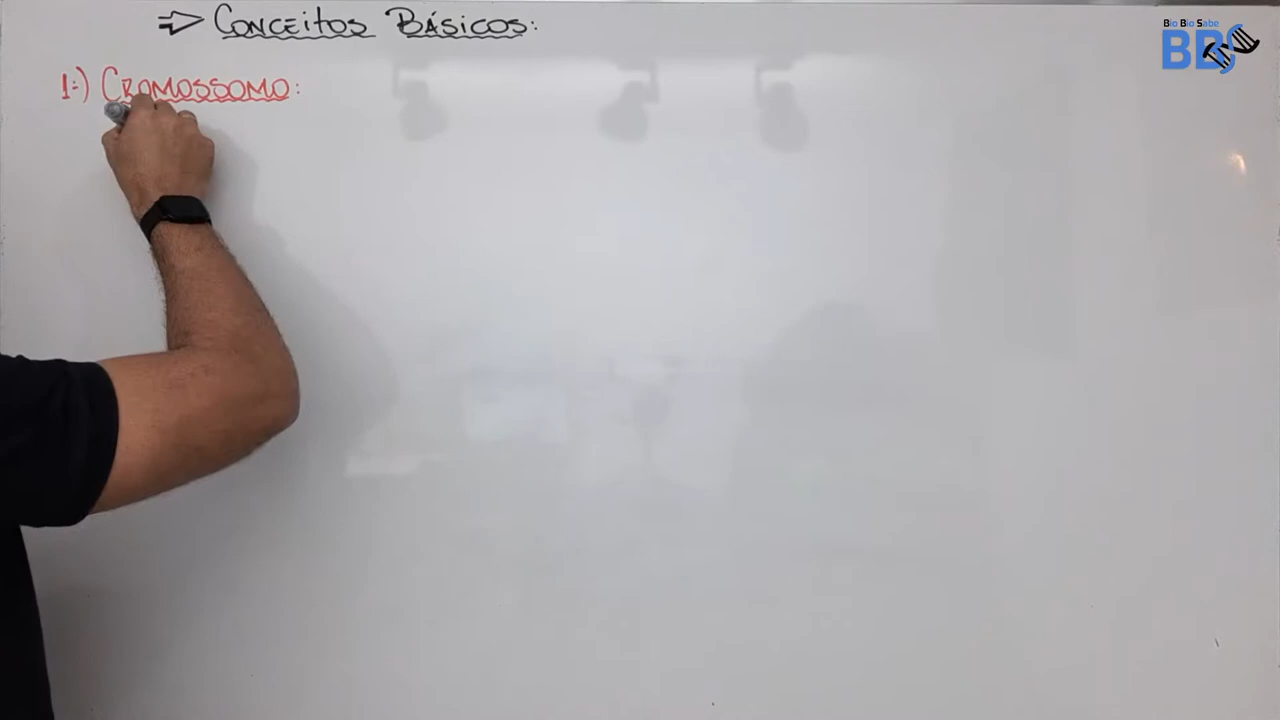 ⇒ Conceitos Básicos:
Bio Bio Sabe
BBS
1:) Cromossomo: